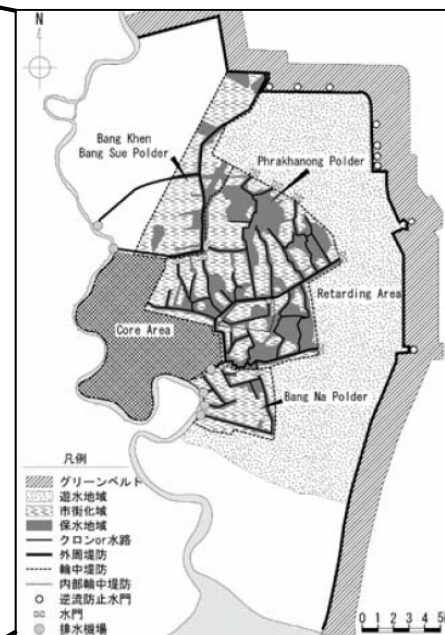 N
Bang Khen
Bang Sue Polder
Phrakhanong Polder
Retarding Area
Core Area
Bang Na Polder
凡例
グリーンベルト
遊水地域
市街化域
保水地域
クロンor水路
外周堤防
輪中堤防
内部輪中堤防
逆流防止水門
水門
排水機場
0 1 2 3 4 5